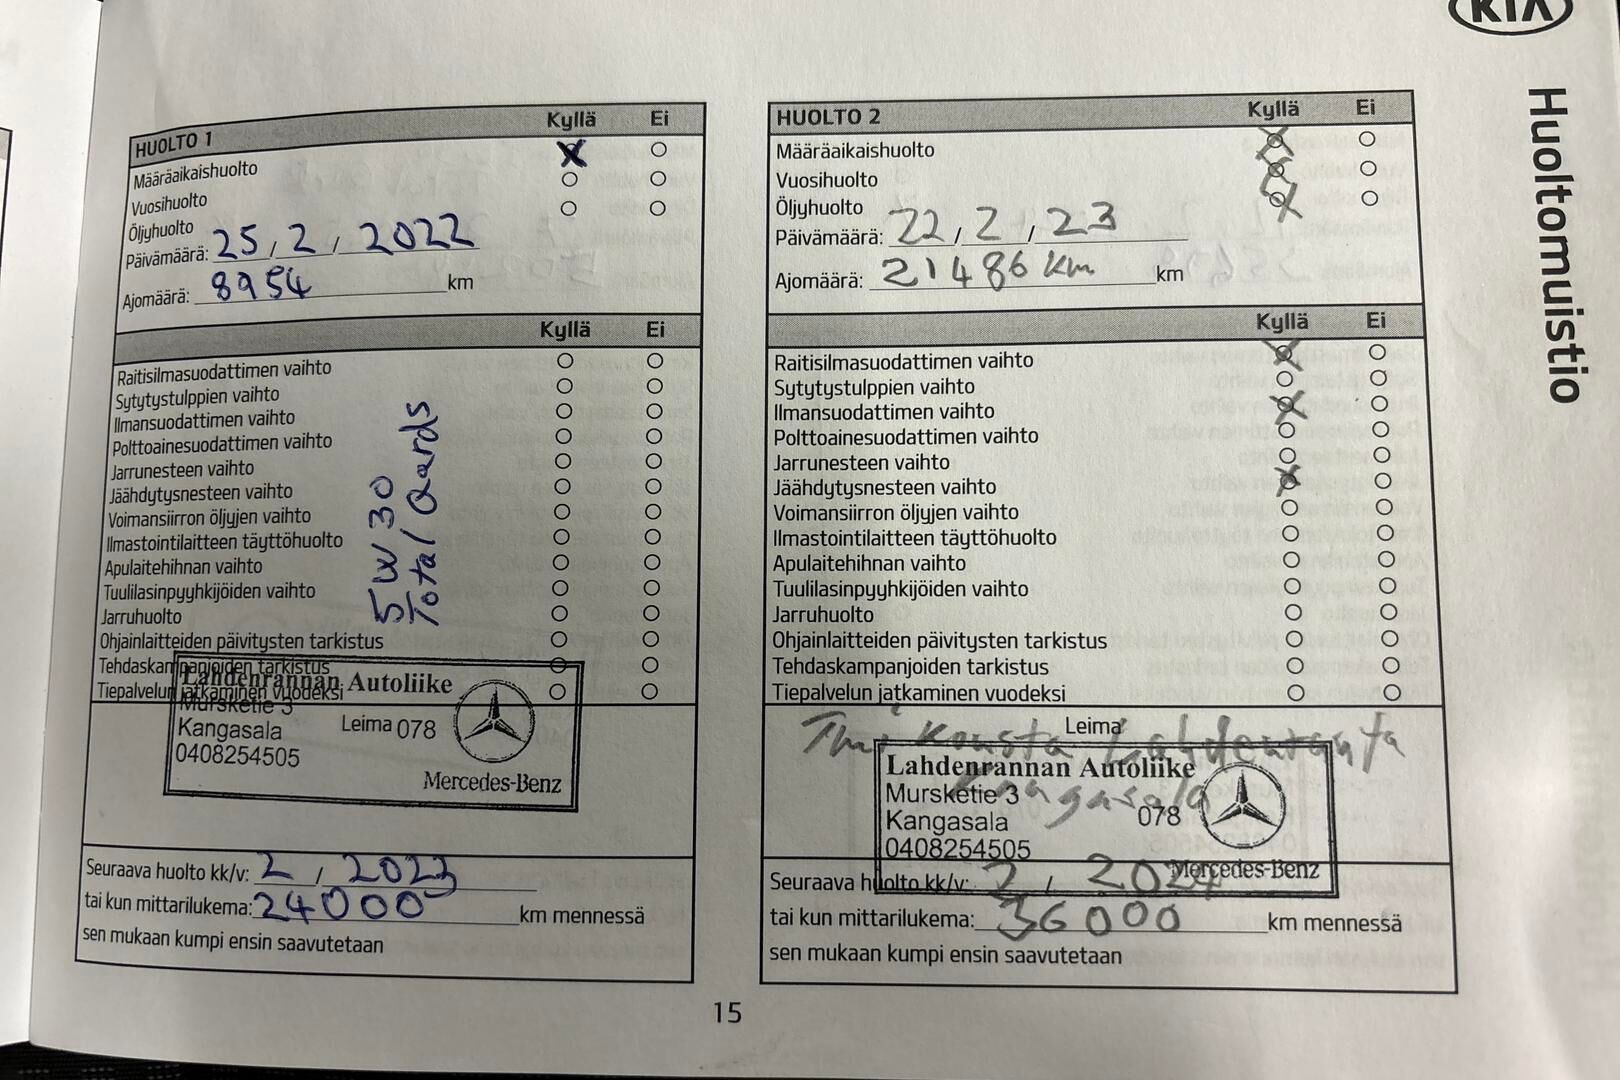 KIA
Huoltomuistio
HUOLTO 1 Kyllä Ei
Määräaikaishuolto
Vuosihuolto
Öljyhuolto
Päivämäärä: 25 / 2 / 2022
Ajomäärä: 8954 km
Kyllä Ei
Raitisilmasuodattimen vaihto
Sytytystulppien vaihto
Ilmansuodattimen vaihto
Polttoainesuodattimen vaihto
Jarrunesteen vaihto
Jäähdytysnesteen vaihto
Voimansiirron öljyjen vaihto
Ilmastointilaitteen täyttöhuolto
Apulaitehihnan vaihto
Tuulilasinpyyhkijöiden vaihto
Jarruhuolto
Ohjainlaitteiden päivitysten tarkistus
Tehdaskampanjoiden tarkistus
Tiepalvelun jatkaminen vuodeksi
5W30
Total Qards
Lahdenrannan Autoliike
Mursketie 3
Kangasala Leima 078
0408254505
Mercedes-Benz
Seuraava huolto kk/v: 2 / 2023
tai kun mittarilukema: 24000 km mennessä
sen mukaan kumpi ensin saavutetaan
HUOLTO 2 Kyllä Ei
Määräaikaishuolto
Vuosihuolto
Öljyhuolto
Päivämäärä: 22 / 2 / 23
Ajomäärä: 21486 km km
Kyllä Ei
Raitisilmasuodattimen vaihto
Sytytystulppien vaihto
Ilmansuodattimen vaihto
Polttoainesuodattimen vaihto
Jarrunesteen vaihto
Jäähdytysnesteen vaihto
Voimansiirron öljyjen vaihto
Ilmastointilaitteen täyttöhuolto
Apulaitehihnan vaihto
Tuulilasinpyyhkijöiden vaihto
Jarruhuolto
Ohjainlaitteiden päivitysten tarkistus
Tehdaskampanjoiden tarkistus
Tiepalvelun jatkaminen vuodeksi
Leima
Tmi Konsta Lahdenranta
Kangasala
Lahdenrannan Autoliike
Mursketie 3
Kangasala 078
0408254505
Mercedes-Benz
Seuraava huolto kk/v: 2 / 2024
tai kun mittarilukema: 36000 km mennessä
sen mukaan kumpi ensin saavutetaan
15